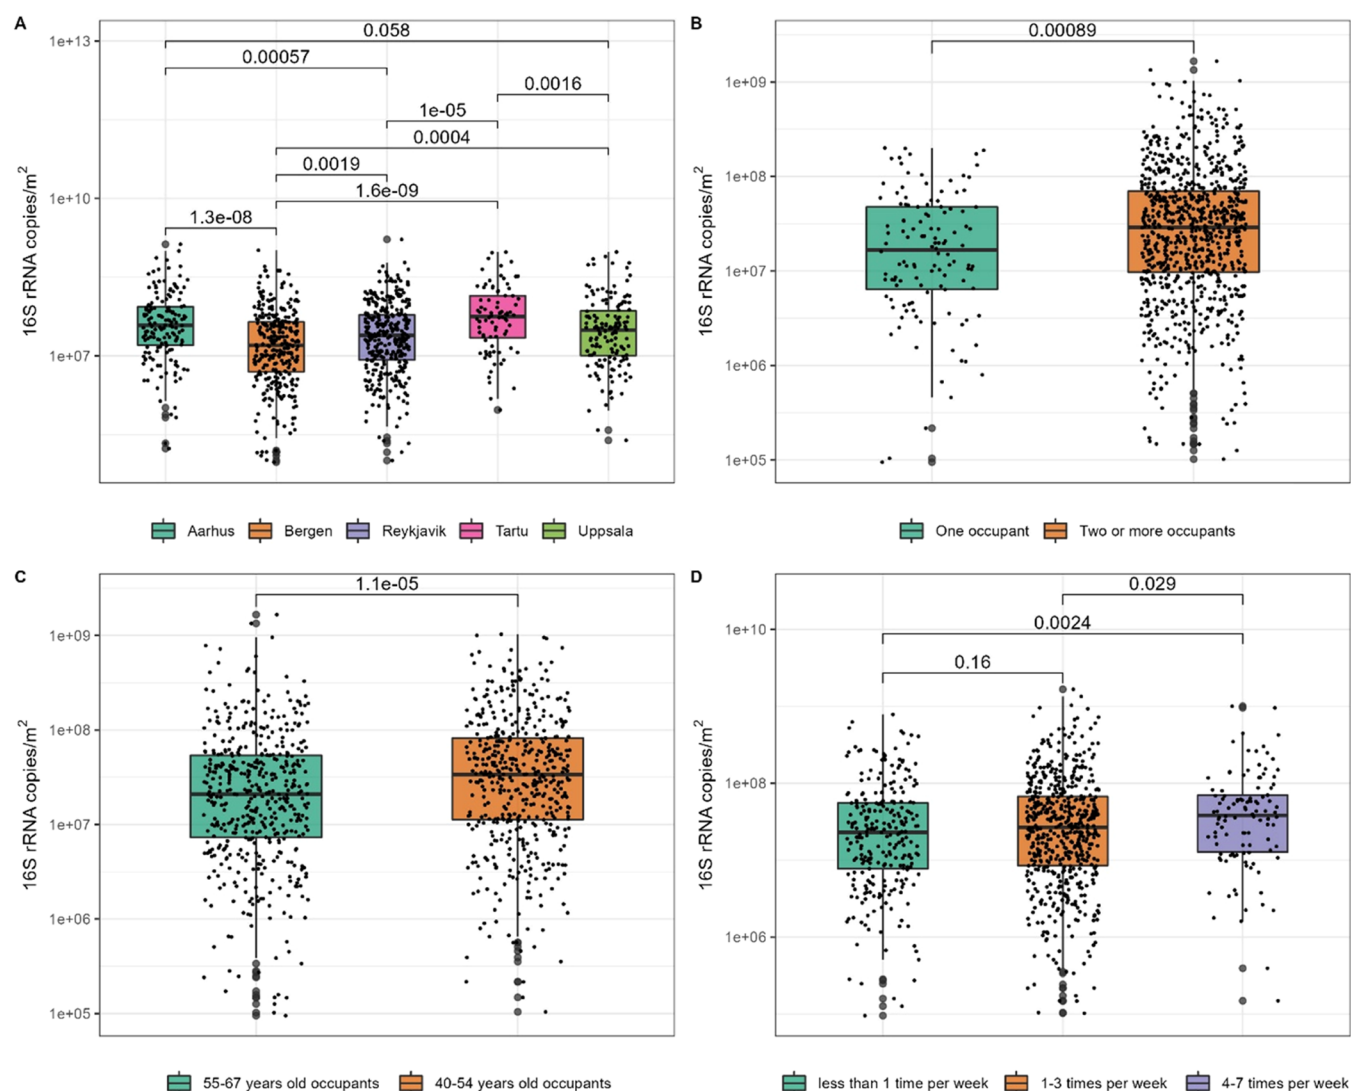 A
16S rRNA copies/m²
1e+13
1e+10
1e+07
0.058
0.00057
0.0016
1e-05
0.0004
0.0019
1.6e-09
1.3e-08
Aarhus Bergen Reykjavik Tartu Uppsala
B
16S rRNA copies/m²
1e+09
1e+08
1e+07
1e+06
1e+05
0.00089
One occupant Two or more occupants
C
16S rRNA copies/m²
1e+09
1e+08
1e+07
1e+06
1e+05
1.1e-05
55-67 years old occupants 40-54 years old occupants
D
16S rRNA copies/m²
1e+10
1e+08
1e+06
0.029
0.0024
0.16
less than 1 time per week 1-3 times per week 4-7 times per week